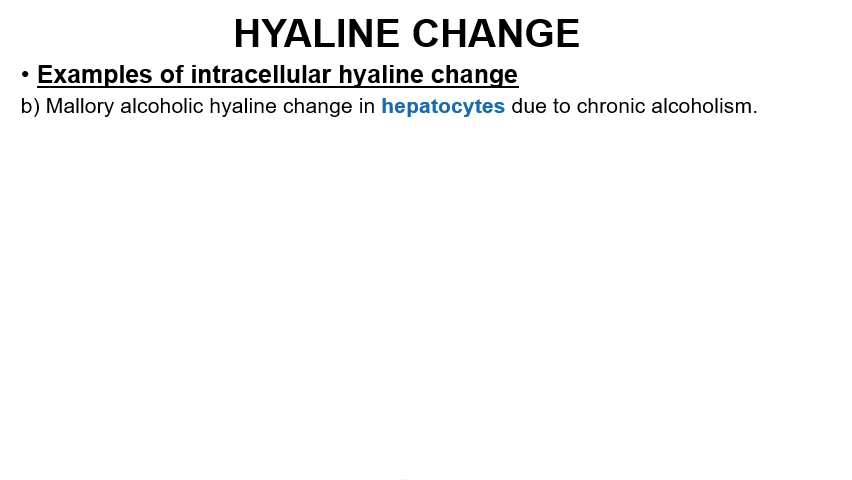 HYALINE CHANGE
• Examples of intracellular hyaline change
b) Mallory alcoholic hyaline change in hepatocytes due to chronic alcoholism.